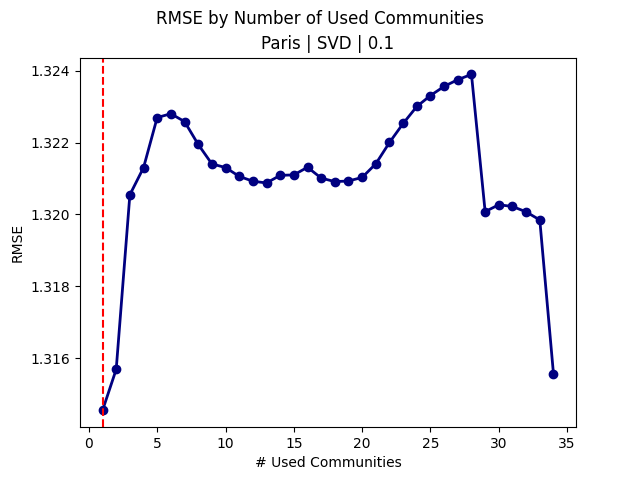 RMSE by Number of Used Communities
Paris | SVD | 0.1
1.324
1.322
1.320
1.318
1.316
RMSE
0 5 10 15 20 25 30 35
# Used Communities